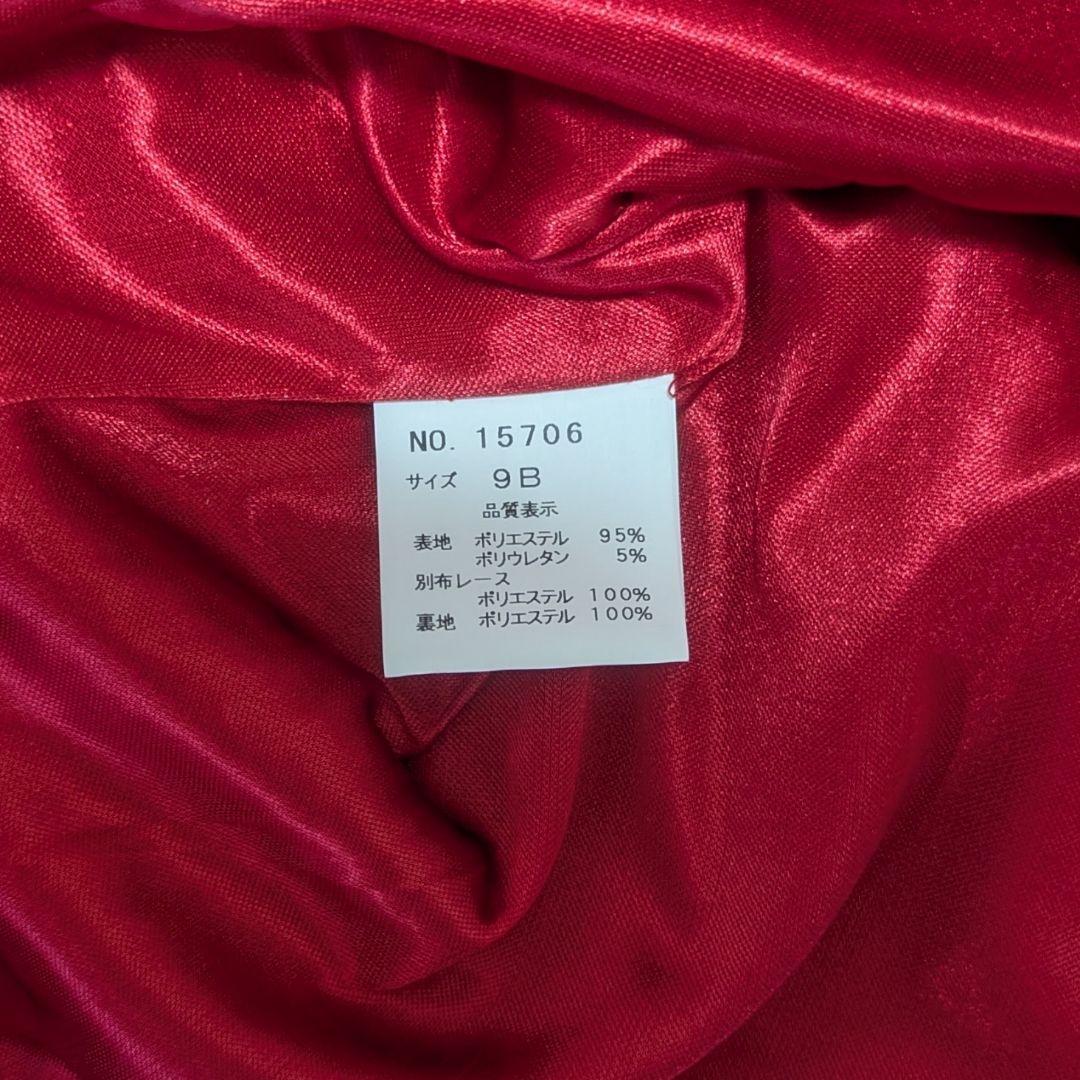 NO. 15706
サイズ 9B
品質表示
表地 ポリエステル 95%
ポリウレタン 5%
別布レース
ポリエステル 100%
裏地 ポリエステル 100%